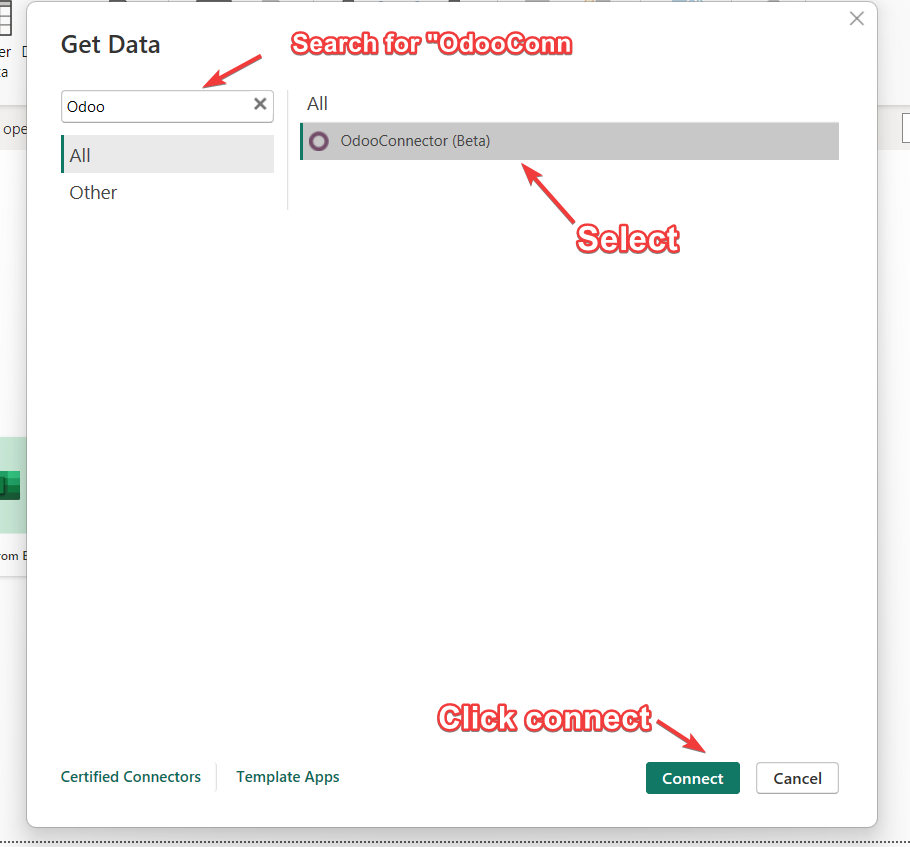 Get Data
Search for "OdooConn
Odoo
All
Other
All
OdooConnector (Beta)
Select
Click connect
Certified Connectors
Template Apps
Connect
Cancel
er
ta
ope
om E